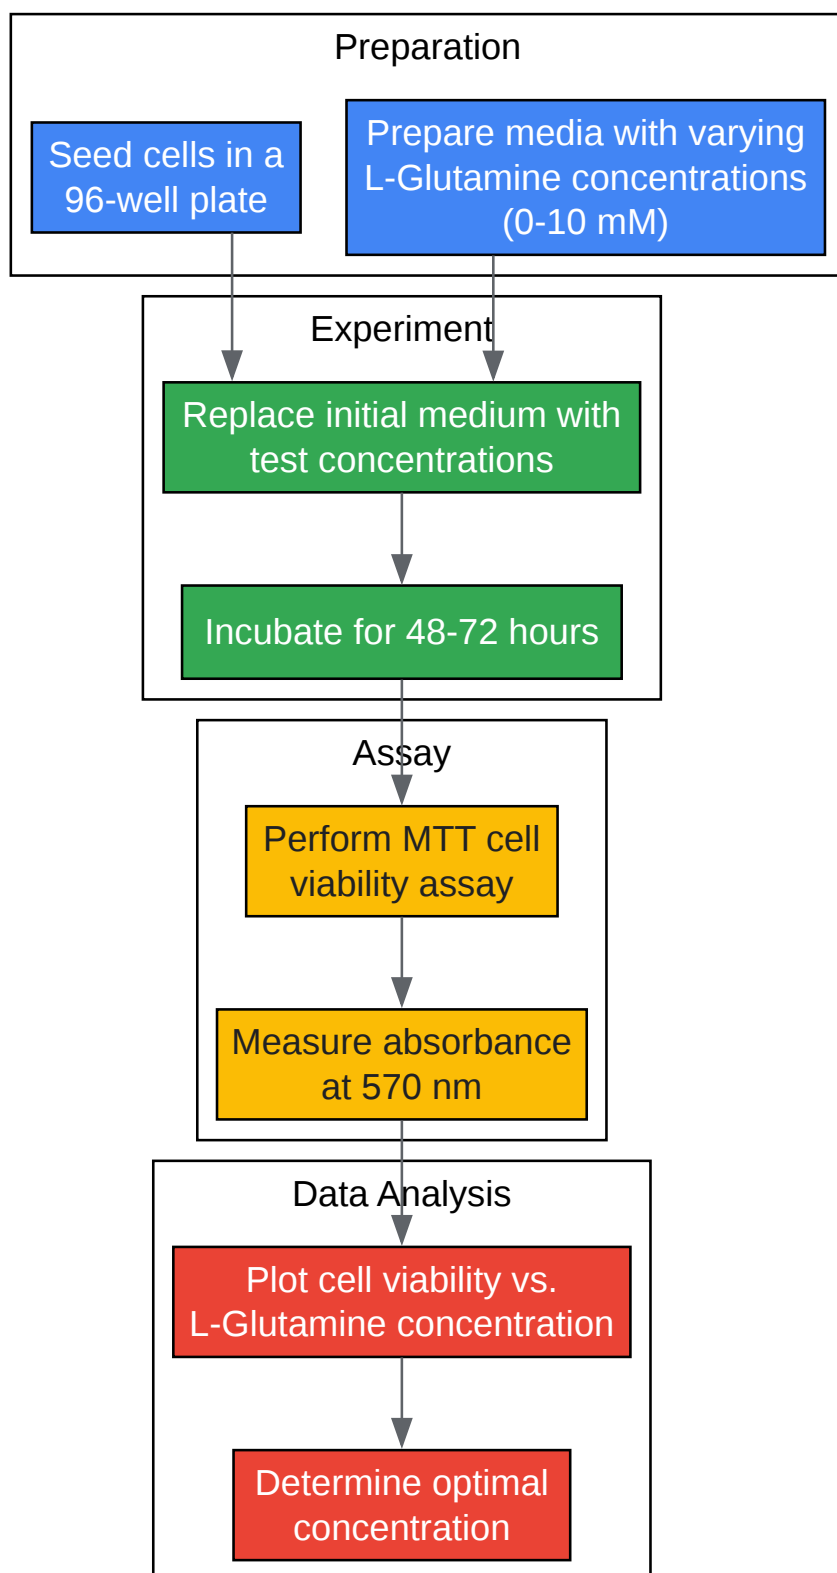 Preparation
Seed cells in a
96-well plate
Prepare media with varying
L-Glutamine concentrations
(0-10 mM)
Experiment
Replace initial medium with
test concentrations
Incubate for 48-72 hours
Assay
Perform MTT cell
viability assay
Measure absorbance
at 570 nm
Data Analysis
Plot cell viability vs.
L-Glutamine concentration
Determine optimal
concentration